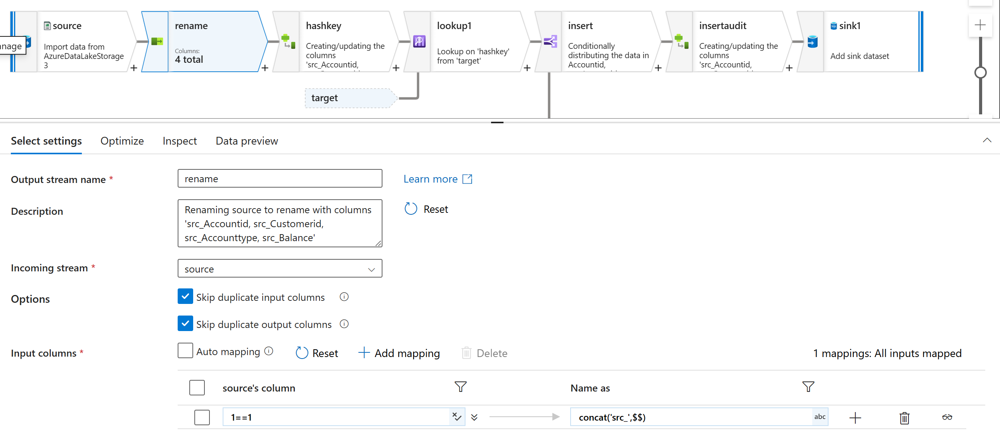 source
Import data from
AzureDataLakeStorage
3
rename
Columns:
4 total
hashkey
Creating/updating the
columns
'src_Accountid,
lookup1
Lookup on 'hashkey'
from 'target'
insert
Conditionally
distributing the data in
Accountid,
insertaudit
Creating/updating the
columns
'src_Accountid,
sink1
Add sink dataset
anage
target
Select settings
Optimize
Inspect
Data preview
Output stream name *
rename
Learn more
Description
Renaming source to rename with columns
'src_Accountid, src_Customerid,
src_Accounttype, src_Balance'
Reset
Incoming stream *
source
Options
Skip duplicate input columns
Skip duplicate output columns
Input columns *
Auto mapping
Reset
+ Add mapping
Delete
1 mappings: All inputs mapped
source's column
Name as
1==1
concat('src_',$$)
abc